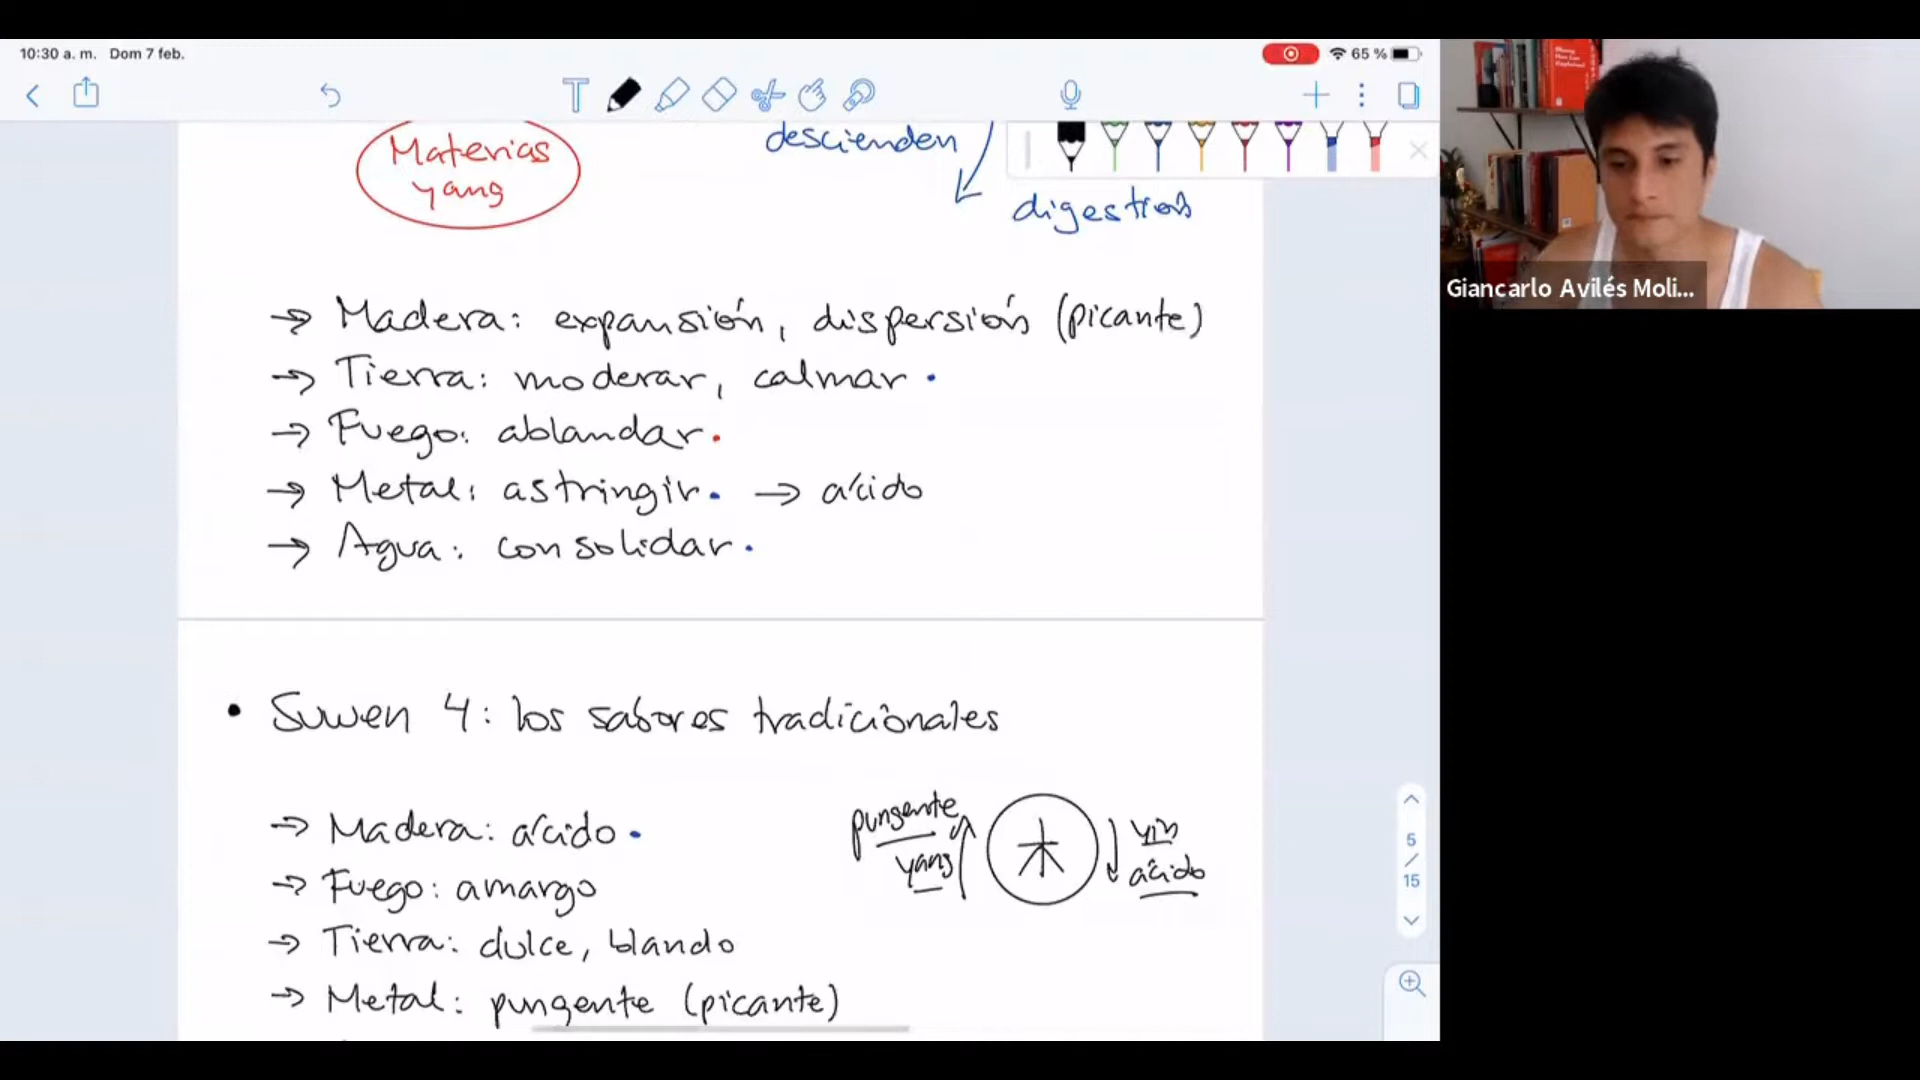 10:30 a. m. Dom 7 feb.
65 %
Materias
yang
descienden
digestión
→ Madera: expansión, dispersión (picante)
→ Tierra: moderar, calmar.
→ Fuego: ablandar.
→ Metal: astringir. → ácido
→ Agua: consolidar.
• Suwen 4: los sabores tradicionales
→ Madera: ácido.
→ Fuego: amargo
→ Tierra: dulce, blando
→ Metal: pungente (picante)
pungente
yang
木
yin
ácido
5
/
15
Giancarlo Avilés Moli...